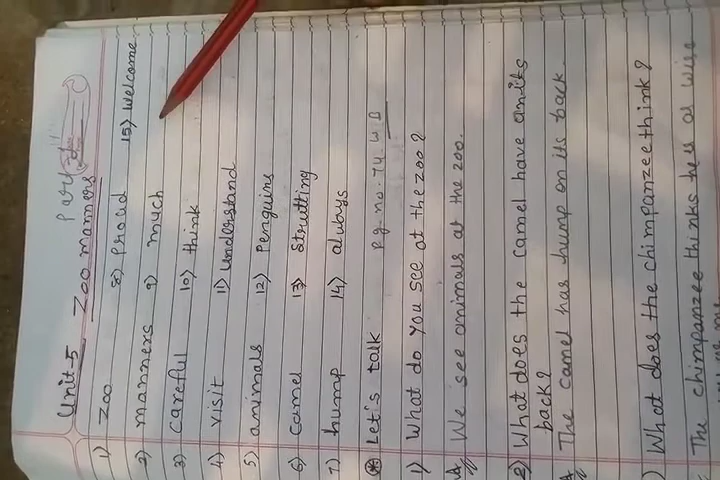 Unit-5 Part
Zoo manners
1) Zoo 8) Proud 15) Welcome
2) manners 9) much
3) careful 10) think
4) visit 11) understand
5) animals 12) Penguins
6) camel 13) strutting
7) hump 14) always
Let's talk Pg. no. 74 W.B
1) What do you see at the zoo?
A We see animals at the zoo.
2) What does the camel have on its
back?
A The camel has hump on its back
) What does the chimpanzee think?
The chimpanzee thinks he is as wise